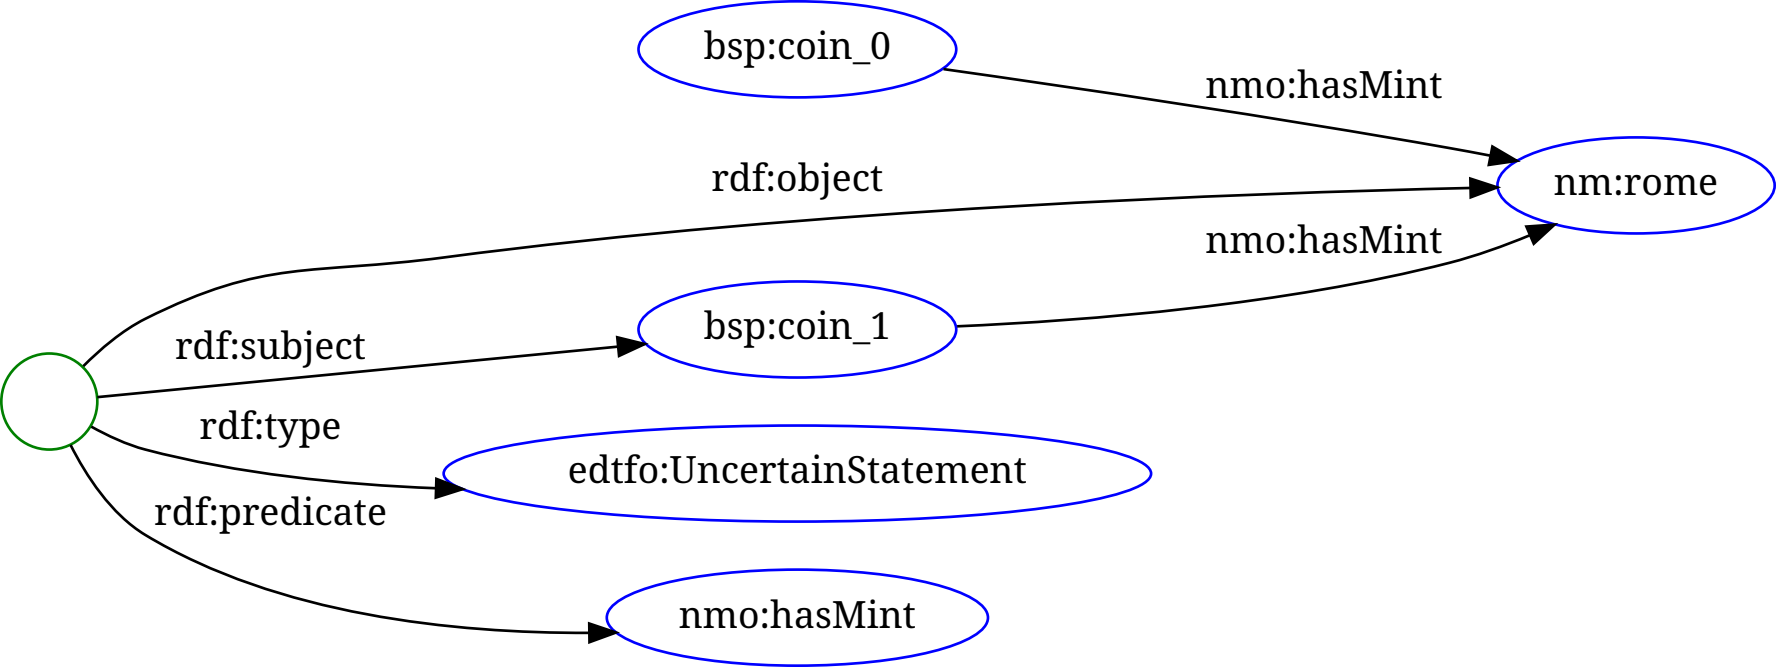 bsp:coin_0
nmo:hasMint
rdf:object
nm:rome
nmo:hasMint
bsp:coin_1
rdf:subject
rdf:type
edtfo:UncertainStatement
rdf:predicate
nmo:hasMint